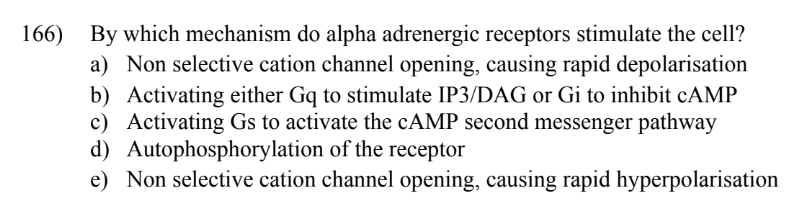 166) By which mechanism do alpha adrenergic receptors stimulate the cell?
a) Non selective cation channel opening, causing rapid depolarisation
b) Activating either Gq to stimulate IP3/DAG or Gi to inhibit cAMP
c) Activating Gs to activate the cAMP second messenger pathway
d) Autophosphorylation of the receptor
e) Non selective cation channel opening, causing rapid hyperpolarisation